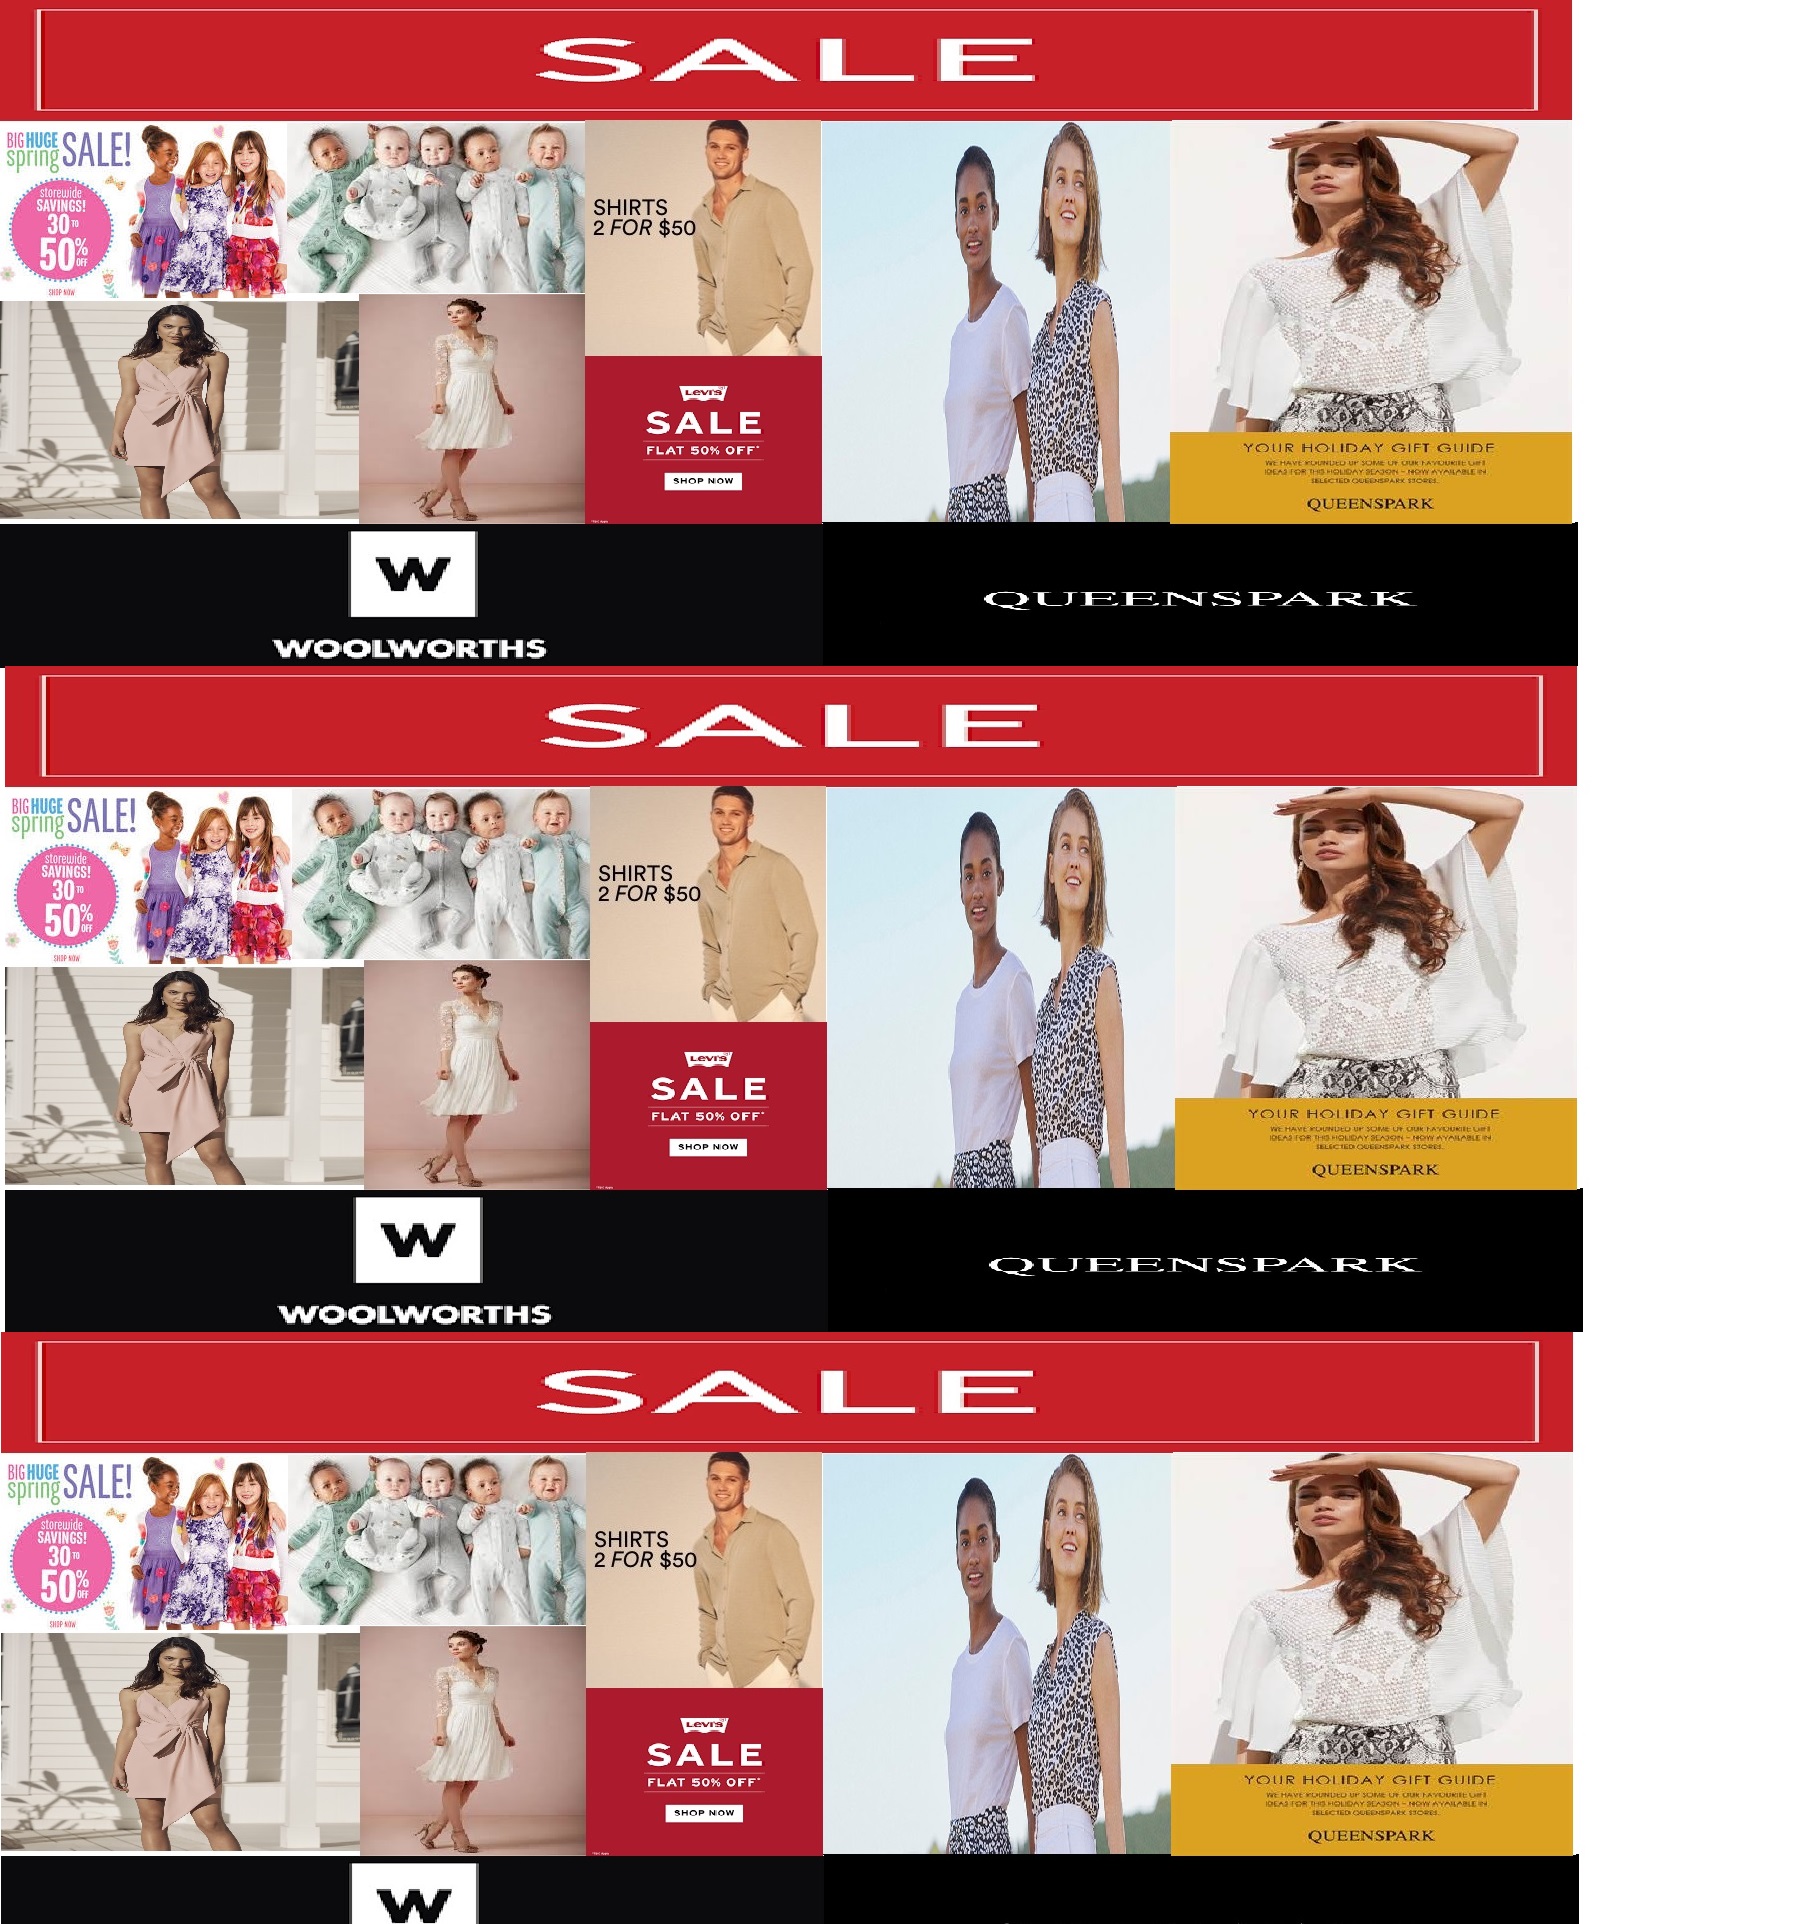 SALE
BIG HUGE
spring SALE!
storewide
SAVINGS!
30 TO
50% OFF
SHOP NOW
SHIRTS
2 FOR $50
Levi's
SALE
FLAT 50% OFF*
SHOP NOW
YOUR HOLIDAY GIFT GUIDE
WE HAVE ROUNDED UP SOME OF OUR FAVOURITE GIFT
IDEAS FOR THIS HOLIDAY SEASON – NOW AVAILABLE IN
SELECTED QUEENSPARK STORES.
QUEENSPARK
W
WOOLWORTHS
QUEENSPARK
SALE
BIG HUGE
spring SALE!
storewide
SAVINGS!
30 TO
50% OFF
SHOP NOW
SHIRTS
2 FOR $50
Levi's
SALE
FLAT 50% OFF*
SHOP NOW
YOUR HOLIDAY GIFT GUIDE
WE HAVE ROUNDED UP SOME OF OUR FAVOURITE GIFT
IDEAS FOR THIS HOLIDAY SEASON – NOW AVAILABLE IN
SELECTED QUEENSPARK STORES.
QUEENSPARK
W
WOOLWORTHS
QUEENSPARK
SALE
BIG HUGE
spring SALE!
storewide
SAVINGS!
30 TO
50% OFF
SHOP NOW
SHIRTS
2 FOR $50
Levi's
SALE
FLAT 50% OFF*
SHOP NOW
YOUR HOLIDAY GIFT GUIDE
WE HAVE ROUNDED UP SOME OF OUR FAVOURITE GIFT
IDEAS FOR THIS HOLIDAY SEASON – NOW AVAILABLE IN
SELECTED QUEENSPARK STORES.
QUEENSPARK
W